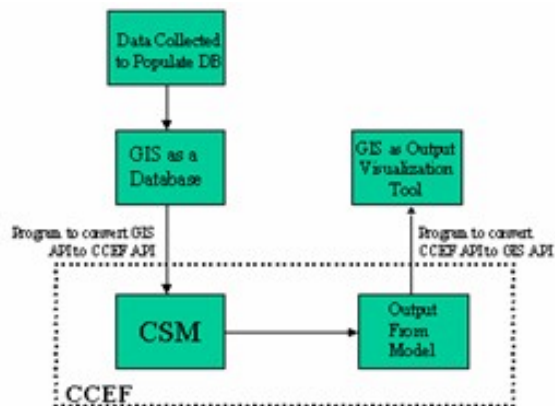 Data Collected
to Populate DB
GIS as a
Database
GIS as Output
Visualization
Tool
Program to convert GIS
API to CCEF API
Program to convert
CCEF API to GIS API
CSM
Output
From
Model
CCEF